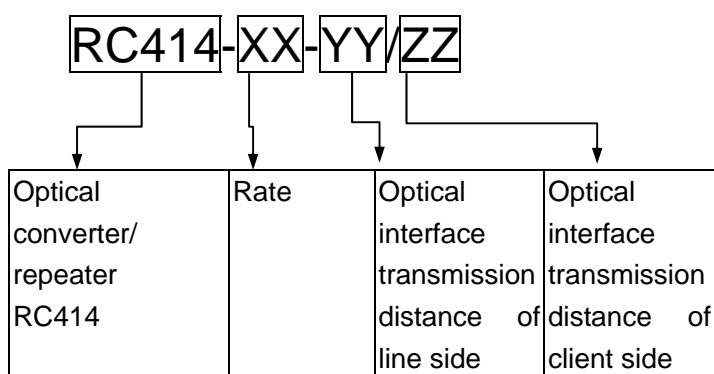 RC414-XX-YY/ZZ
Optical
converter/
repeater
RC414
Rate
Optical
interface
transmission
distance of
line side
Optical
interface
transmission
distance of
client side